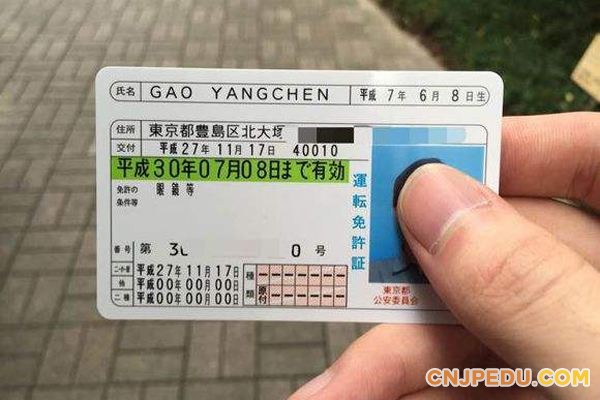 氏名 GAO YANGCHEN 平成 7年 6月 8日生
住所 東京都豊島区北大塚
交付 平成27年11月17日 40010
平成30年07月08日まで有効
免許の条件等 眼鏡等
運転免許証
番号 第 30 0 号
二・小・原 平成27年11月17日
他 平成00年00月00日
二種 平成00年00月00日
種類 原付
東京都
公安委員会
CNJPEDU.COM